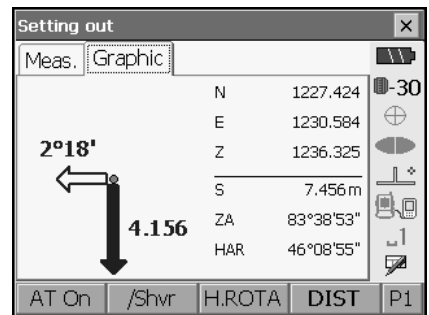 Setting out
Meas. Graphic
N 1227.424
E 1230.584
Z 1236.325
S 7.456m
ZA 83°38'53"
HAR 46°08'55"
2°18'
4.156
-30
1
AT On /Shvr H.ROTA DIST P1